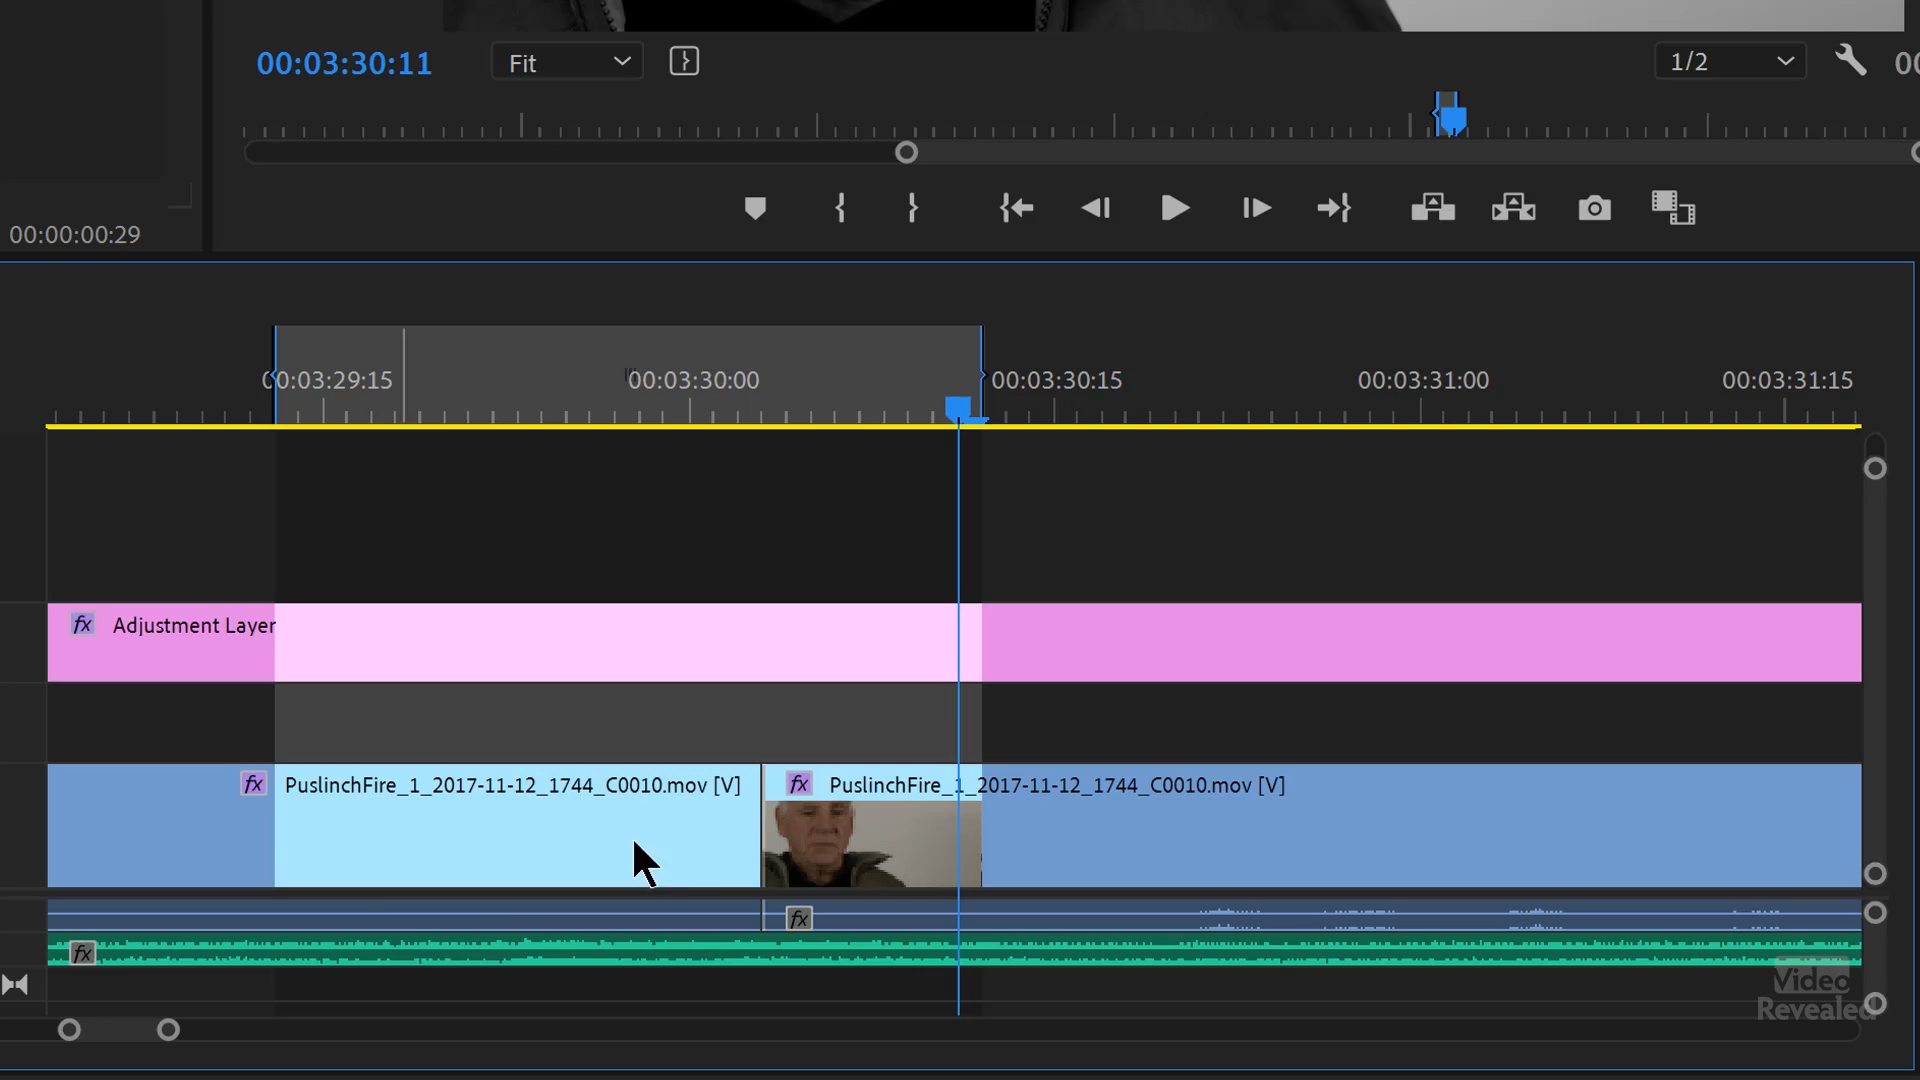 00:03:30:11
Fit
1/2
00
00:00:00:29
00:03:29:15
00:03:30:00
00:03:30:15
00:03:31:00
00:03:31:15
fx Adjustment Layer
fx PuslinchFire_1_2017-11-12_1744_C0010.mov [V]
fx PuslinchFire_1_2017-11-12_1744_C0010.mov [V]
fx
fx
Video
Revealed